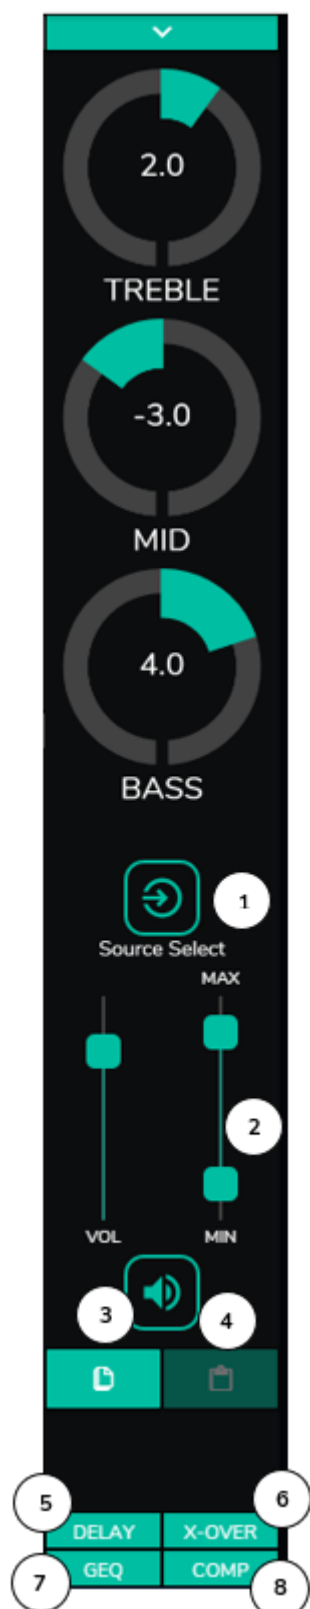 2.0
TREBLE
-3.0
MID
4.0
BASS
1
Source Select
MAX
2
VOL MIN
3
4
5 6
DELAY X-OVER
GEQ COMP
7 8